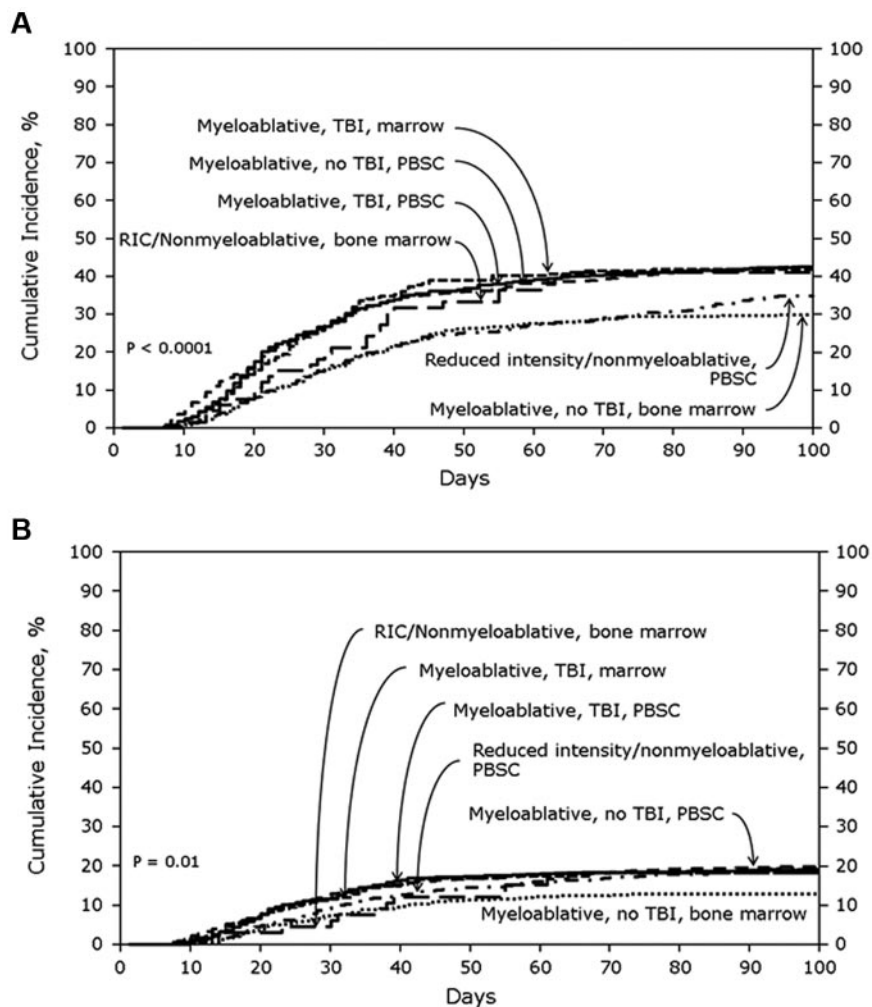 A
100
90
80
70
60
50
40
30
20
10
0
Cumulative Incidence, %
100
90
80
70
60
50
40
30
20
10
0
Myeloablative, TBI, marrow
Myeloablative, no TBI, PBSC
Myeloablative, TBI, PBSC
RIC/Nonmyeloablative, bone marrow
P < 0.0001
Reduced intensity/nonmyeloablative,
PBSC
Myeloablative, no TBI, bone marrow
0 10 20 30 40 50 60 70 80 90 100
Days
B
100
90
80
70
60
50
40
30
20
10
0
Cumulative Incidence, %
100
90
80
70
60
50
40
30
20
10
0
RIC/Nonmyeloablative, bone marrow
Myeloablative, TBI, marrow
Myeloablative, TBI, PBSC
Reduced intensity/nonmyeloablative,
PBSC
Myeloablative, no TBI, PBSC
P = 0.01
Myeloablative, no TBI, bone marrow
0 10 20 30 40 50 60 70 80 90 100
Days